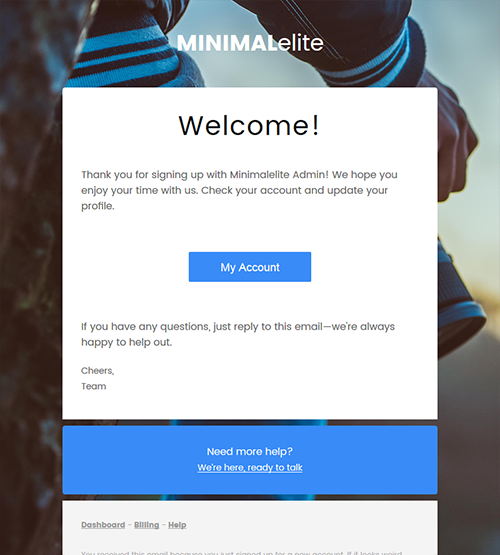 MINIMALelite
Welcome!
Thank you for signing up with Minimalelite Admin! We hope you
enjoy your time with us. Check your account and update your
profile.
My Account
If you have any questions, just reply to this email—we're always
happy to help out.
Cheers,
Team
Need more help?
We're here, ready to talk
Dashboard - Billing - Help
You received this email because you just signed up for a new account. If it looks weird